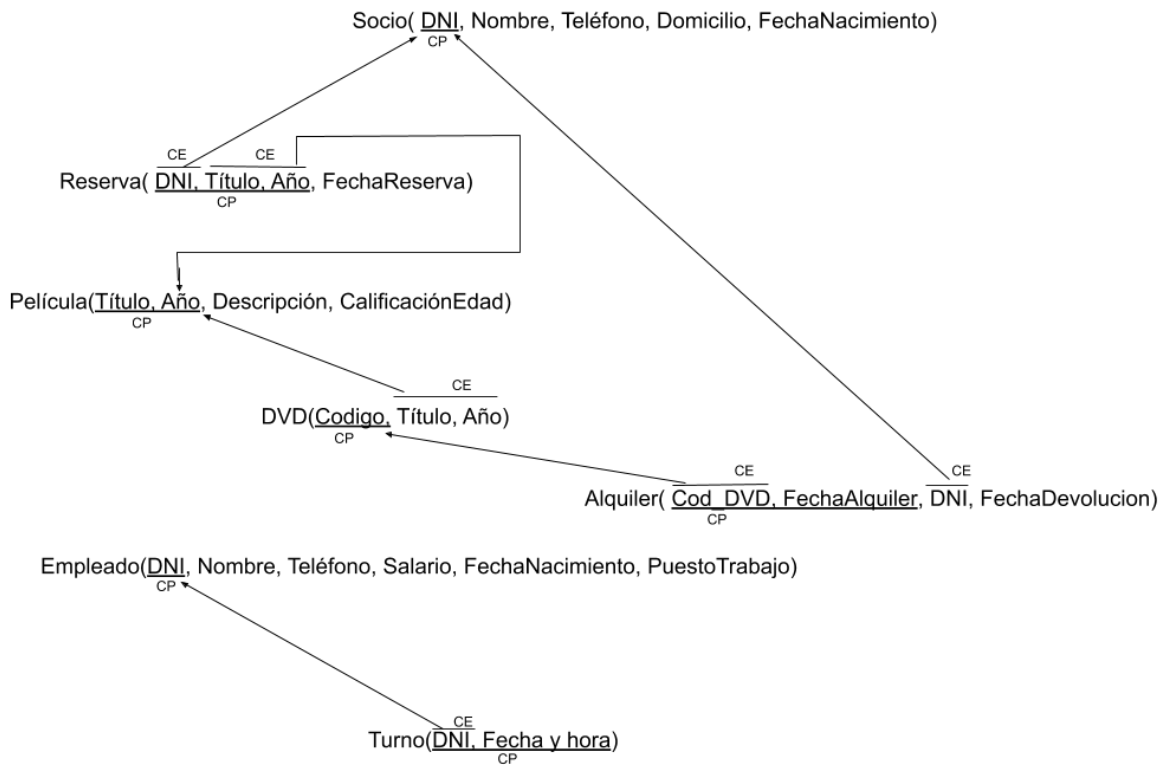 Socio( DNI, Nombre, Teléfono, Domicilio, FechaNacimiento)
CP
CE CE
Reserva( DNI, Título, Año, FechaReserva)
CP
Película(Título, Año, Descripción, CalificaciónEdad)
CP
CE
DVD(Codigo, Título, Año)
CP
CE CE
Alquiler( Cod_DVD, FechaAlquiler, DNI, FechaDevolucion)
CP
Empleado(DNI, Nombre, Teléfono, Salario, FechaNacimiento, PuestoTrabajo)
CP
CE
Turno(DNI, Fecha y hora)
CP